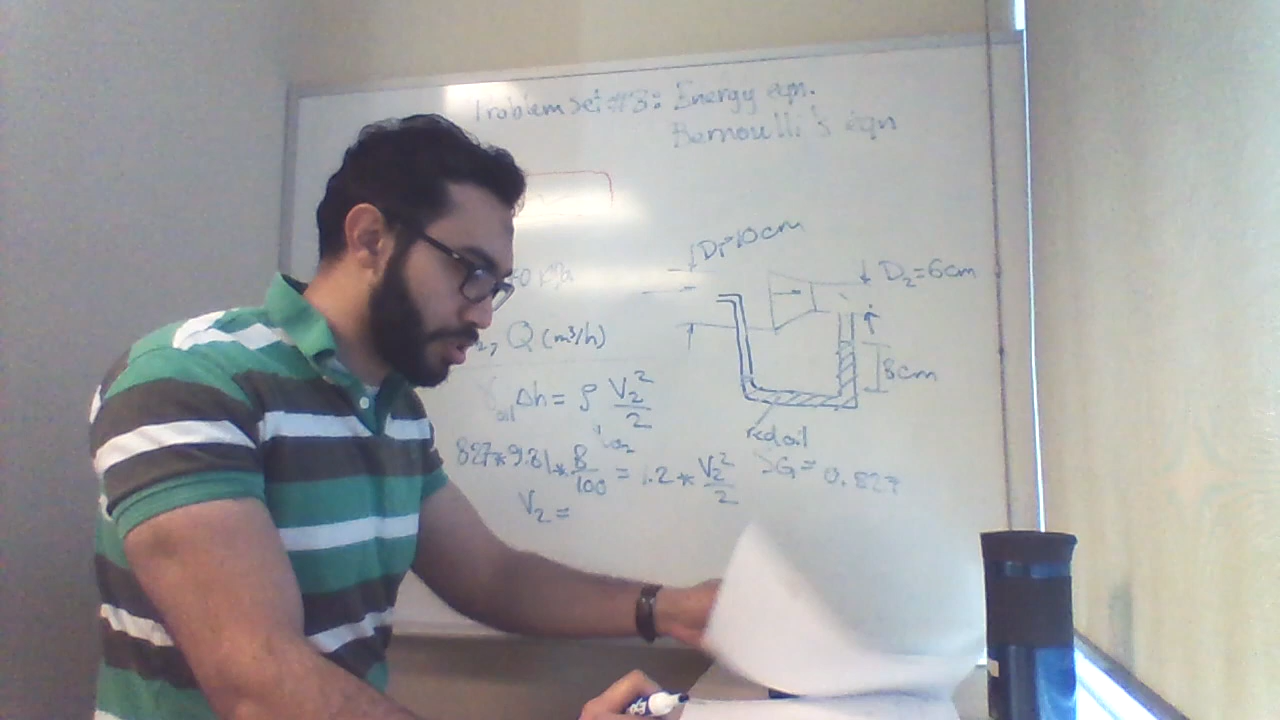 Problem Set #3: Energy eqn.
Bernoulli's eqn
D1=10cm
D2=6cm
Q (m³/h)
8cm
Δh = ρ V2²/2
red oil
SG = 0.827
827*9.81*8/100 = 1.2 * V2²/2
V2 =